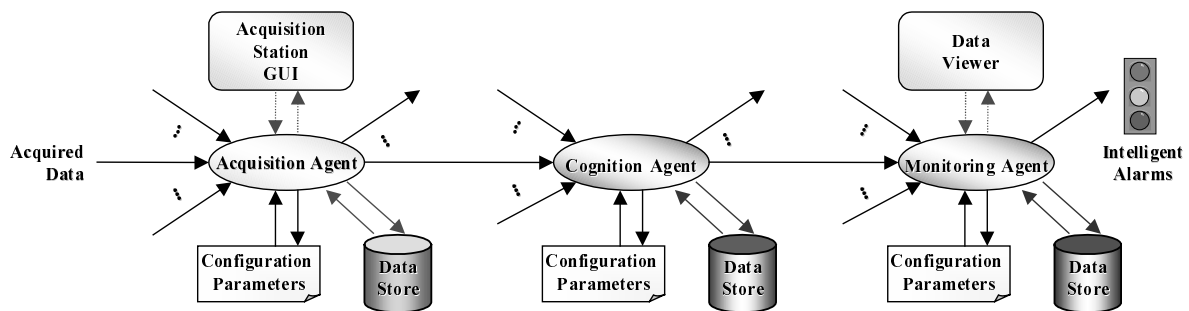 Acquisition
Station
GUI
Data
Viewer
Acquired
Data
Acquisition Agent
Cognition Agent
Monitoring Agent
Intelligent
Alarms
Configuration
Parameters
Data
Store
Configuration
Parameters
Data
Store
Configuration
Parameters
Data
Store